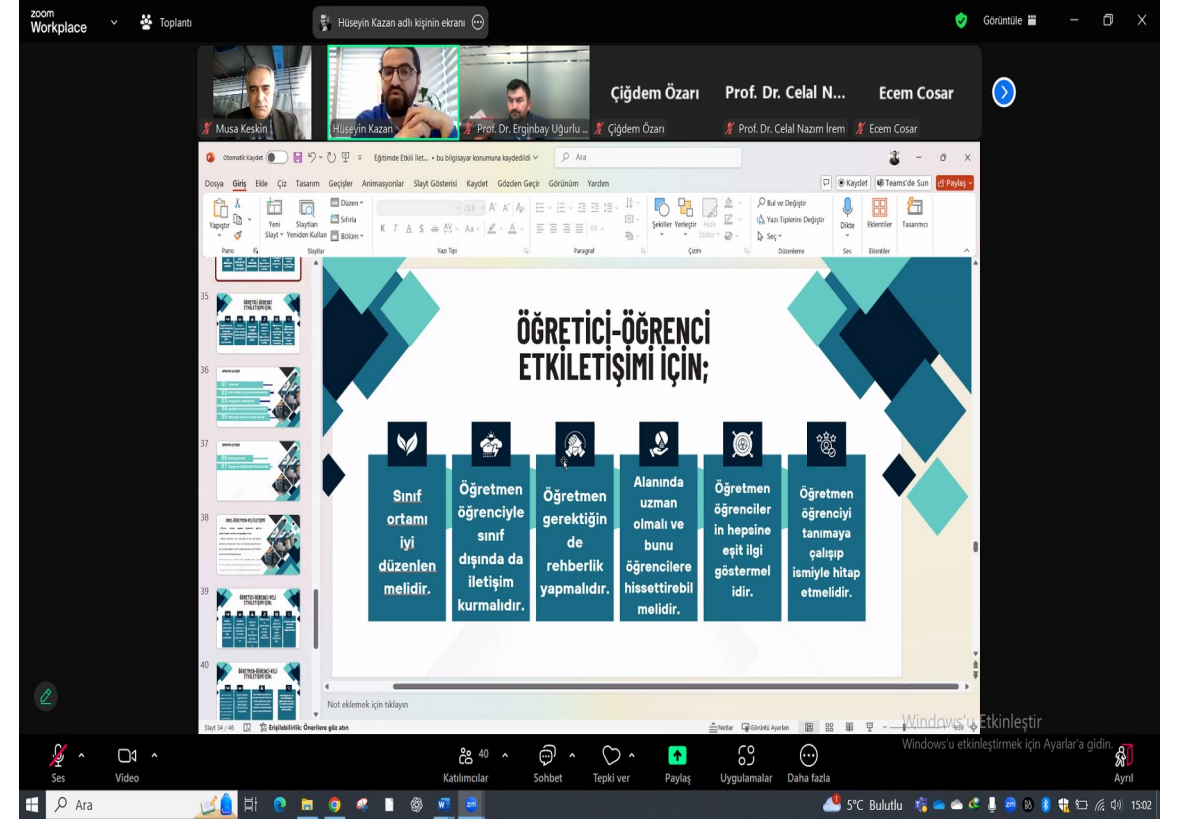 zoom
Workplace
Toplantı
Hüseyin Kazan adlı kişinin ekranı
Görüntüle
Musa Keskin
Hüseyin Kazan
Prof. Dr. Erginbay Uğurlu ...
Çiğdem Özarı
Çiğdem Özarı
Prof. Dr. Celal N...
Prof. Dr. Celal Nazım İrem
Ecem Cosar
Ecem Cosar
Otomatik Kaydet
Eğitimde Etkili İlet... • bu bilgisayar konumuna kaydedildi
Ara
Dosya Giriş Ekle Çiz Tasarım Geçişler Animasyonlar Slayt Gösterisi Kaydet Gözden Geçir Görünüm Yardım
Kaydet
Teams'de Sun
Paylaş
Yapıştır
Yeni
Slayt
Slaytları
Yeniden Kullan
Düzen
Sıfırla
Bölüm
K T A S ab AV Aa A
Şekiller Yerleştir Hızlı
Stiller
Bul ve Değiştir
Yazı Tiplerini Değiştir
Seç
Dikte
Eklentiler
Tasarımcı
Pano
Slaytlar
Yazı Tipi
Paragraf
Çizim
Düzenleme
Ses
Eklentiler
35
36
37
38
39
40
ÖĞRETİCİ-ÖĞRENCİ
ETKİLETİŞİMİ İÇİN;
Sınıf
ortamı
iyi
düzenlen
melidir.
Öğretmen
öğrenciyle
sınıf
dışında da
iletişim
kurmalıdır.
Öğretmen
gerektiğin
de
rehberlik
yapmalıdır.
Alanında
uzman
olmalı ve
bunu
öğrencilere
hissettirebil
melidir.
Öğretmen
öğrenciler
in hepsine
eşit ilgi
göstermel
idir.
Öğretmen
öğrenciyi
tanımaya
çalışıp
ismiyle hitap
etmelidir.
Not eklemek için tıklayın
Slayt 34 / 46
Erişilebilirlik: Önerilere göz atın
Notlar
Görüntü Ayarları
Windows'u Etkinleştir
Windows'u etkinleştirmek için Ayarlar'a gidin.
Ses
Video
40
Katılımcılar
Sohbet
Tepki ver
Paylaş
Uygulamalar
Daha fazla
Ayrıl
Ara
5°C Bulutlu
15:02